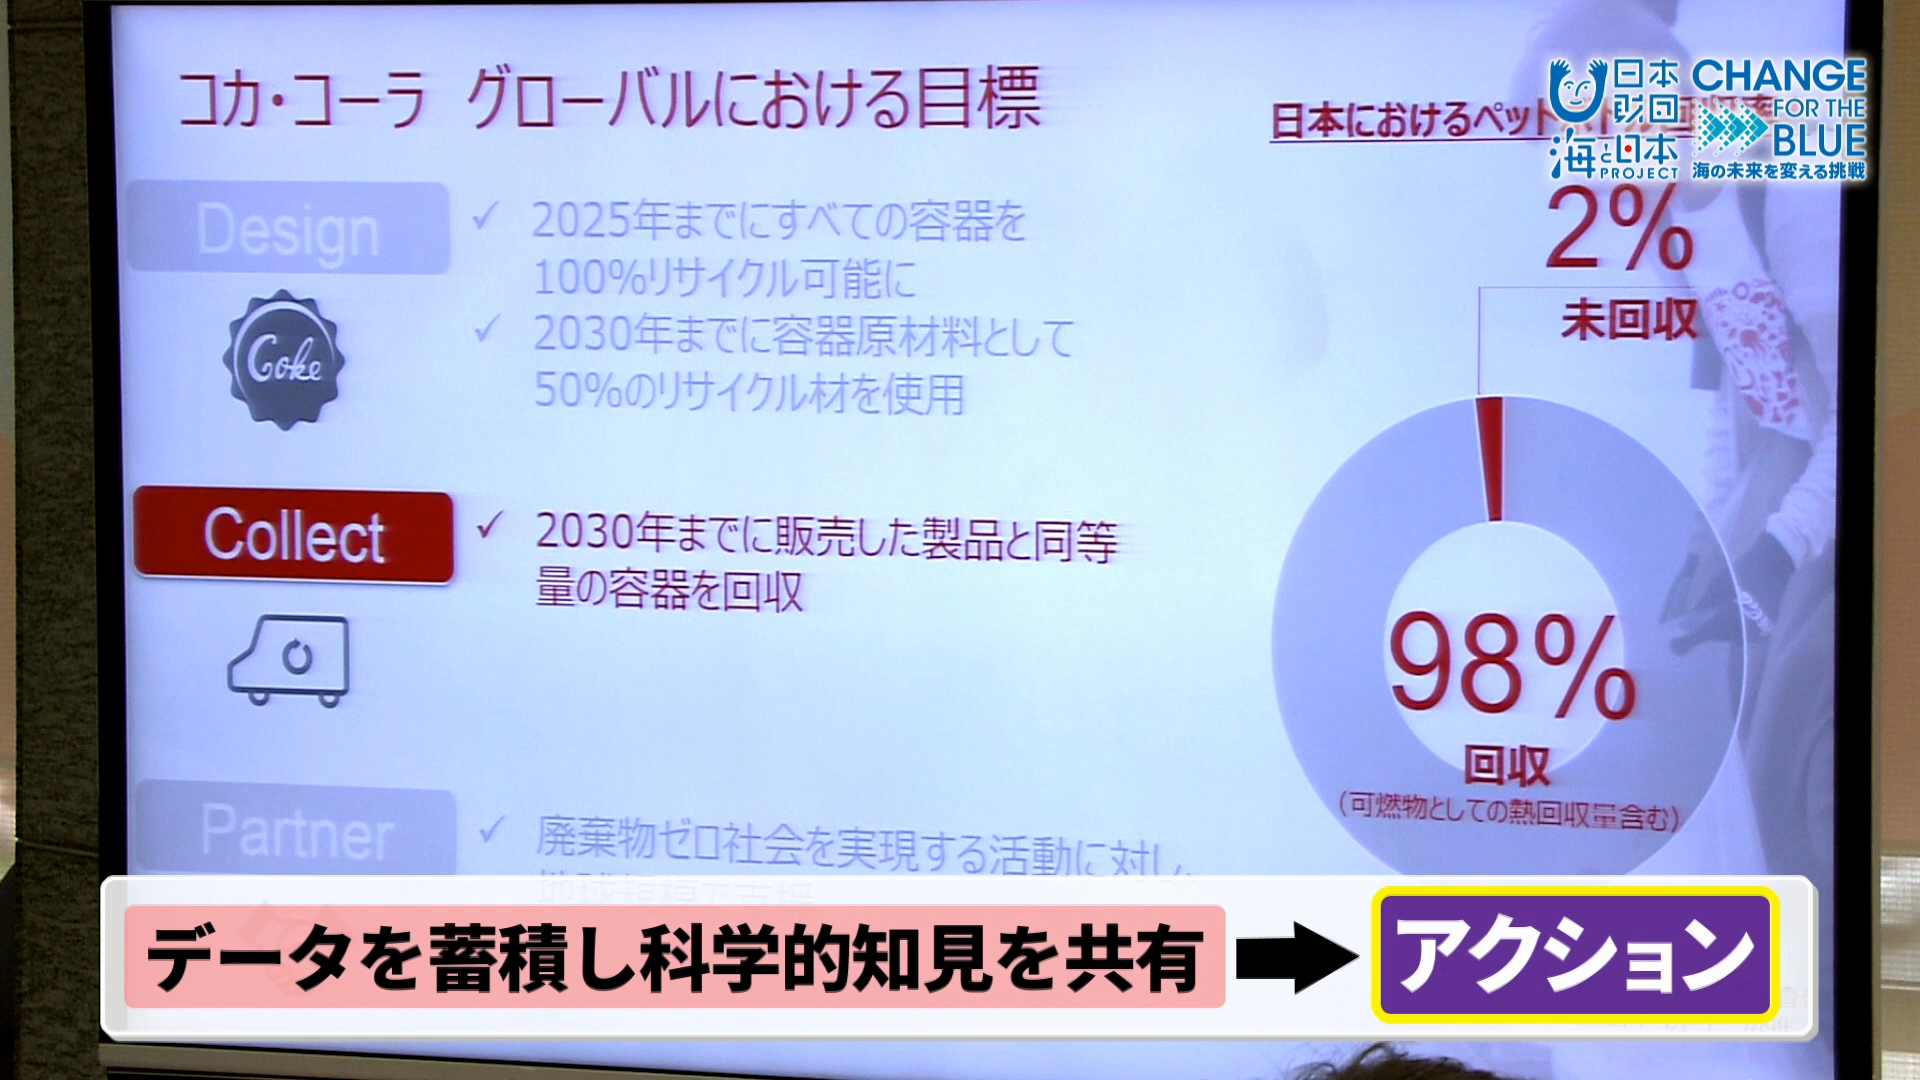 コカ・コーラ グローバルにおける目標
日本におけるペット
日本
財団
海と日本
PROJECT
CHANGE
FOR THE
BLUE
海の未来を変える挑戦
Design
✓ 2025年までにすべての容器を
100%リサイクル可能に
✓ 2030年までに容器原材料として
50%のリサイクル材を使用
Coke
2%
未回収
Collect
✓ 2030年までに販売した製品と同等
量の容器を回収
98%
回収
(可燃物としての熱回収量含む)
Partner
✓ 廃棄物ゼロ社会を実現する活動に対し、
データを蓄積し科学的知見を共有
アクション